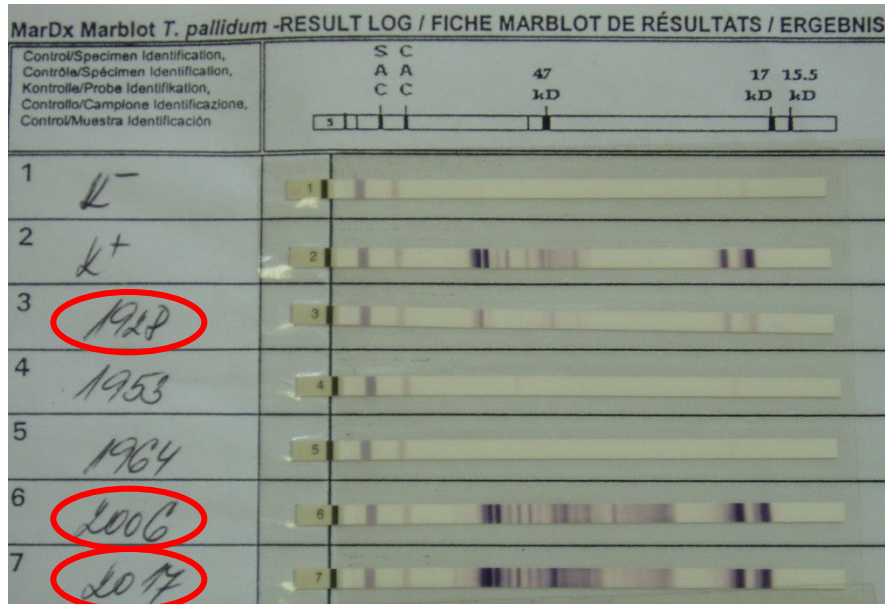 MarDx Marblot T. pallidum -RESULT LOG / FICHE MARBLOT DE RÉSULTATS / ERGEBNIS
Control/Specimen Identification,
Contrôle/Spécimen Identification,
Kontrolle/Probe Identifikation,
Controllo/Campione Identificazione,
Control/Muestra Identificación
S C
A A
C C
47
kD
17
kD
15.5
kD
S
1
K-
1
2
K+
2
3
1928
3
4
1953
4
5
1964
5
6
2006
6
7
2017
7